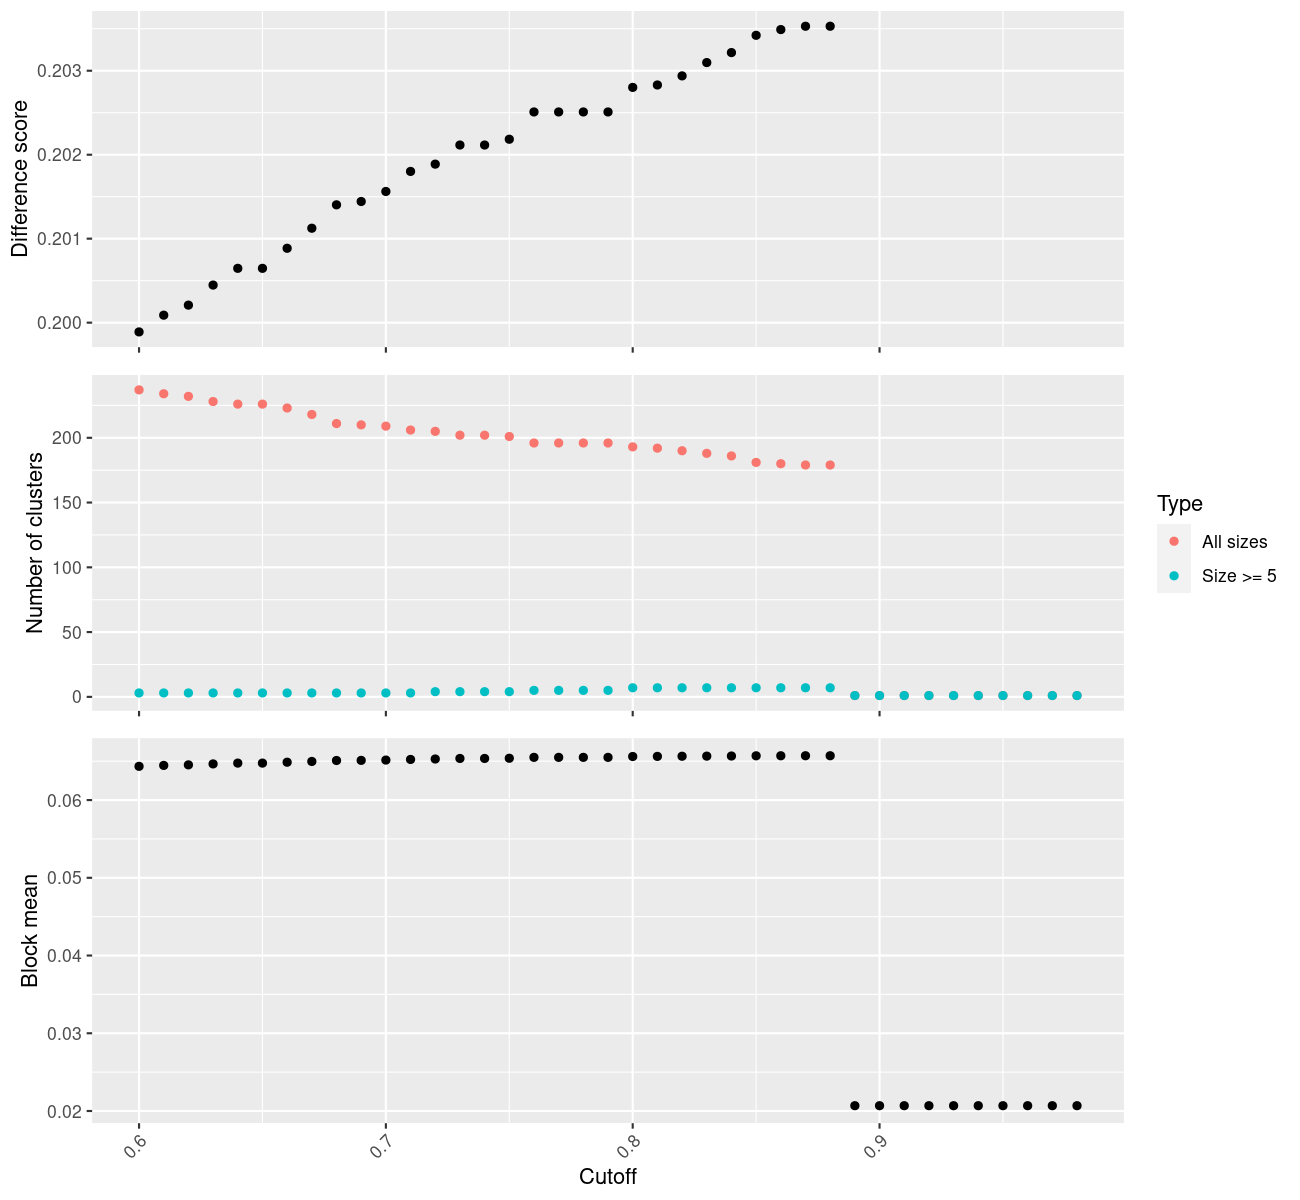 Difference score
0.203
0.202
0.201
0.200
Number of clusters
200
150
100
50
0
Block mean
0.06
0.05
0.04
0.03
0.02
0.6 0.7 0.8 0.9
Cutoff
Type
All sizes
Size >= 5